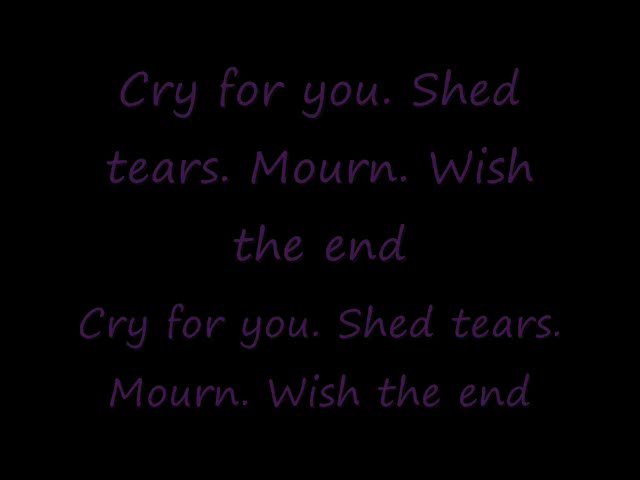 Cry for you. Shed
tears. Mourn. Wish
the end
Cry for you. Shed tears.
Mourn. Wish the end